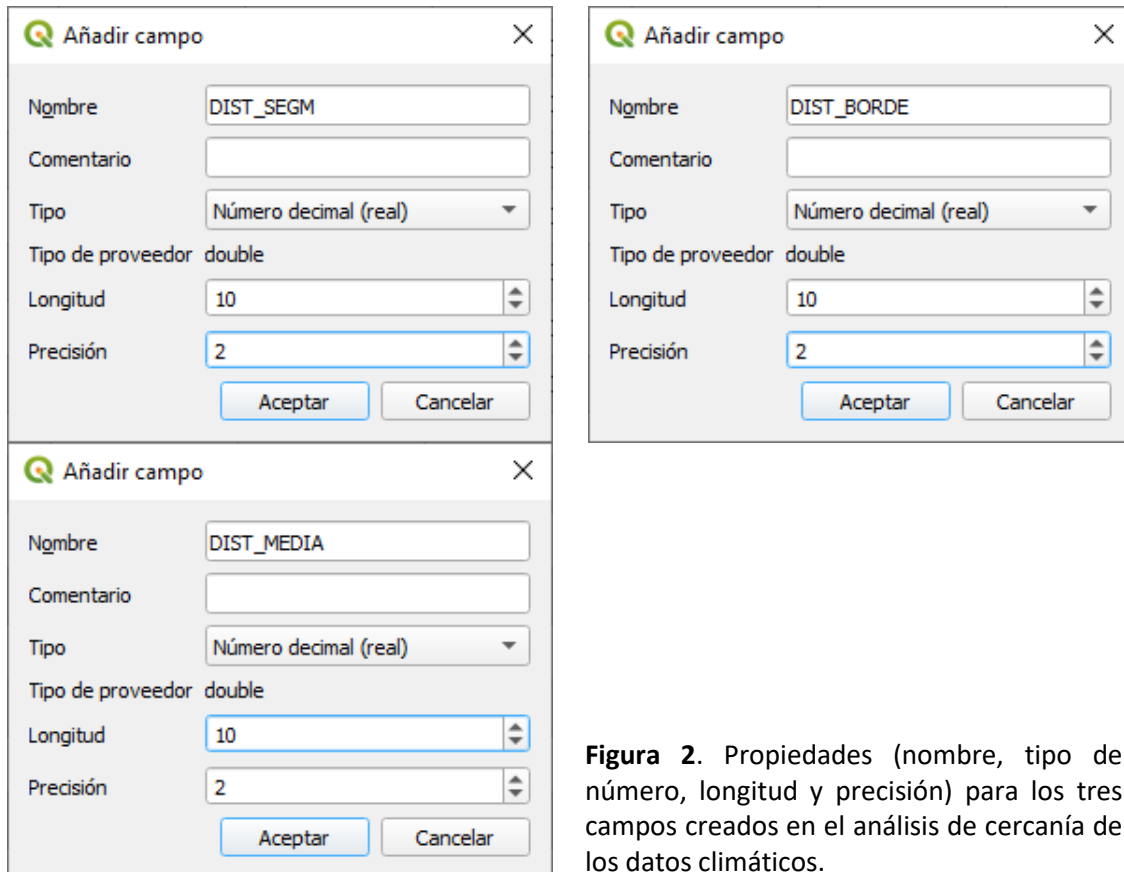 Añadir campo
Nombre DIST_SEGM
Comentario
Tipo Número decimal (real)
Tipo de proveedor double
Longitud 10
Precisión 2
Aceptar Cancelar
Añadir campo
Nombre DIST_BORDE
Comentario
Tipo Número decimal (real)
Tipo de proveedor double
Longitud 10
Precisión 2
Aceptar Cancelar
Añadir campo
Nombre DIST_MEDIA
Comentario
Tipo Número decimal (real)
Tipo de proveedor double
Longitud 10
Precisión 2
Aceptar Cancelar
Figura 2. Propiedades (nombre, tipo de
número, longitud y precisión) para los tres
campos creados en el análisis de cercanía de
los datos climáticos.